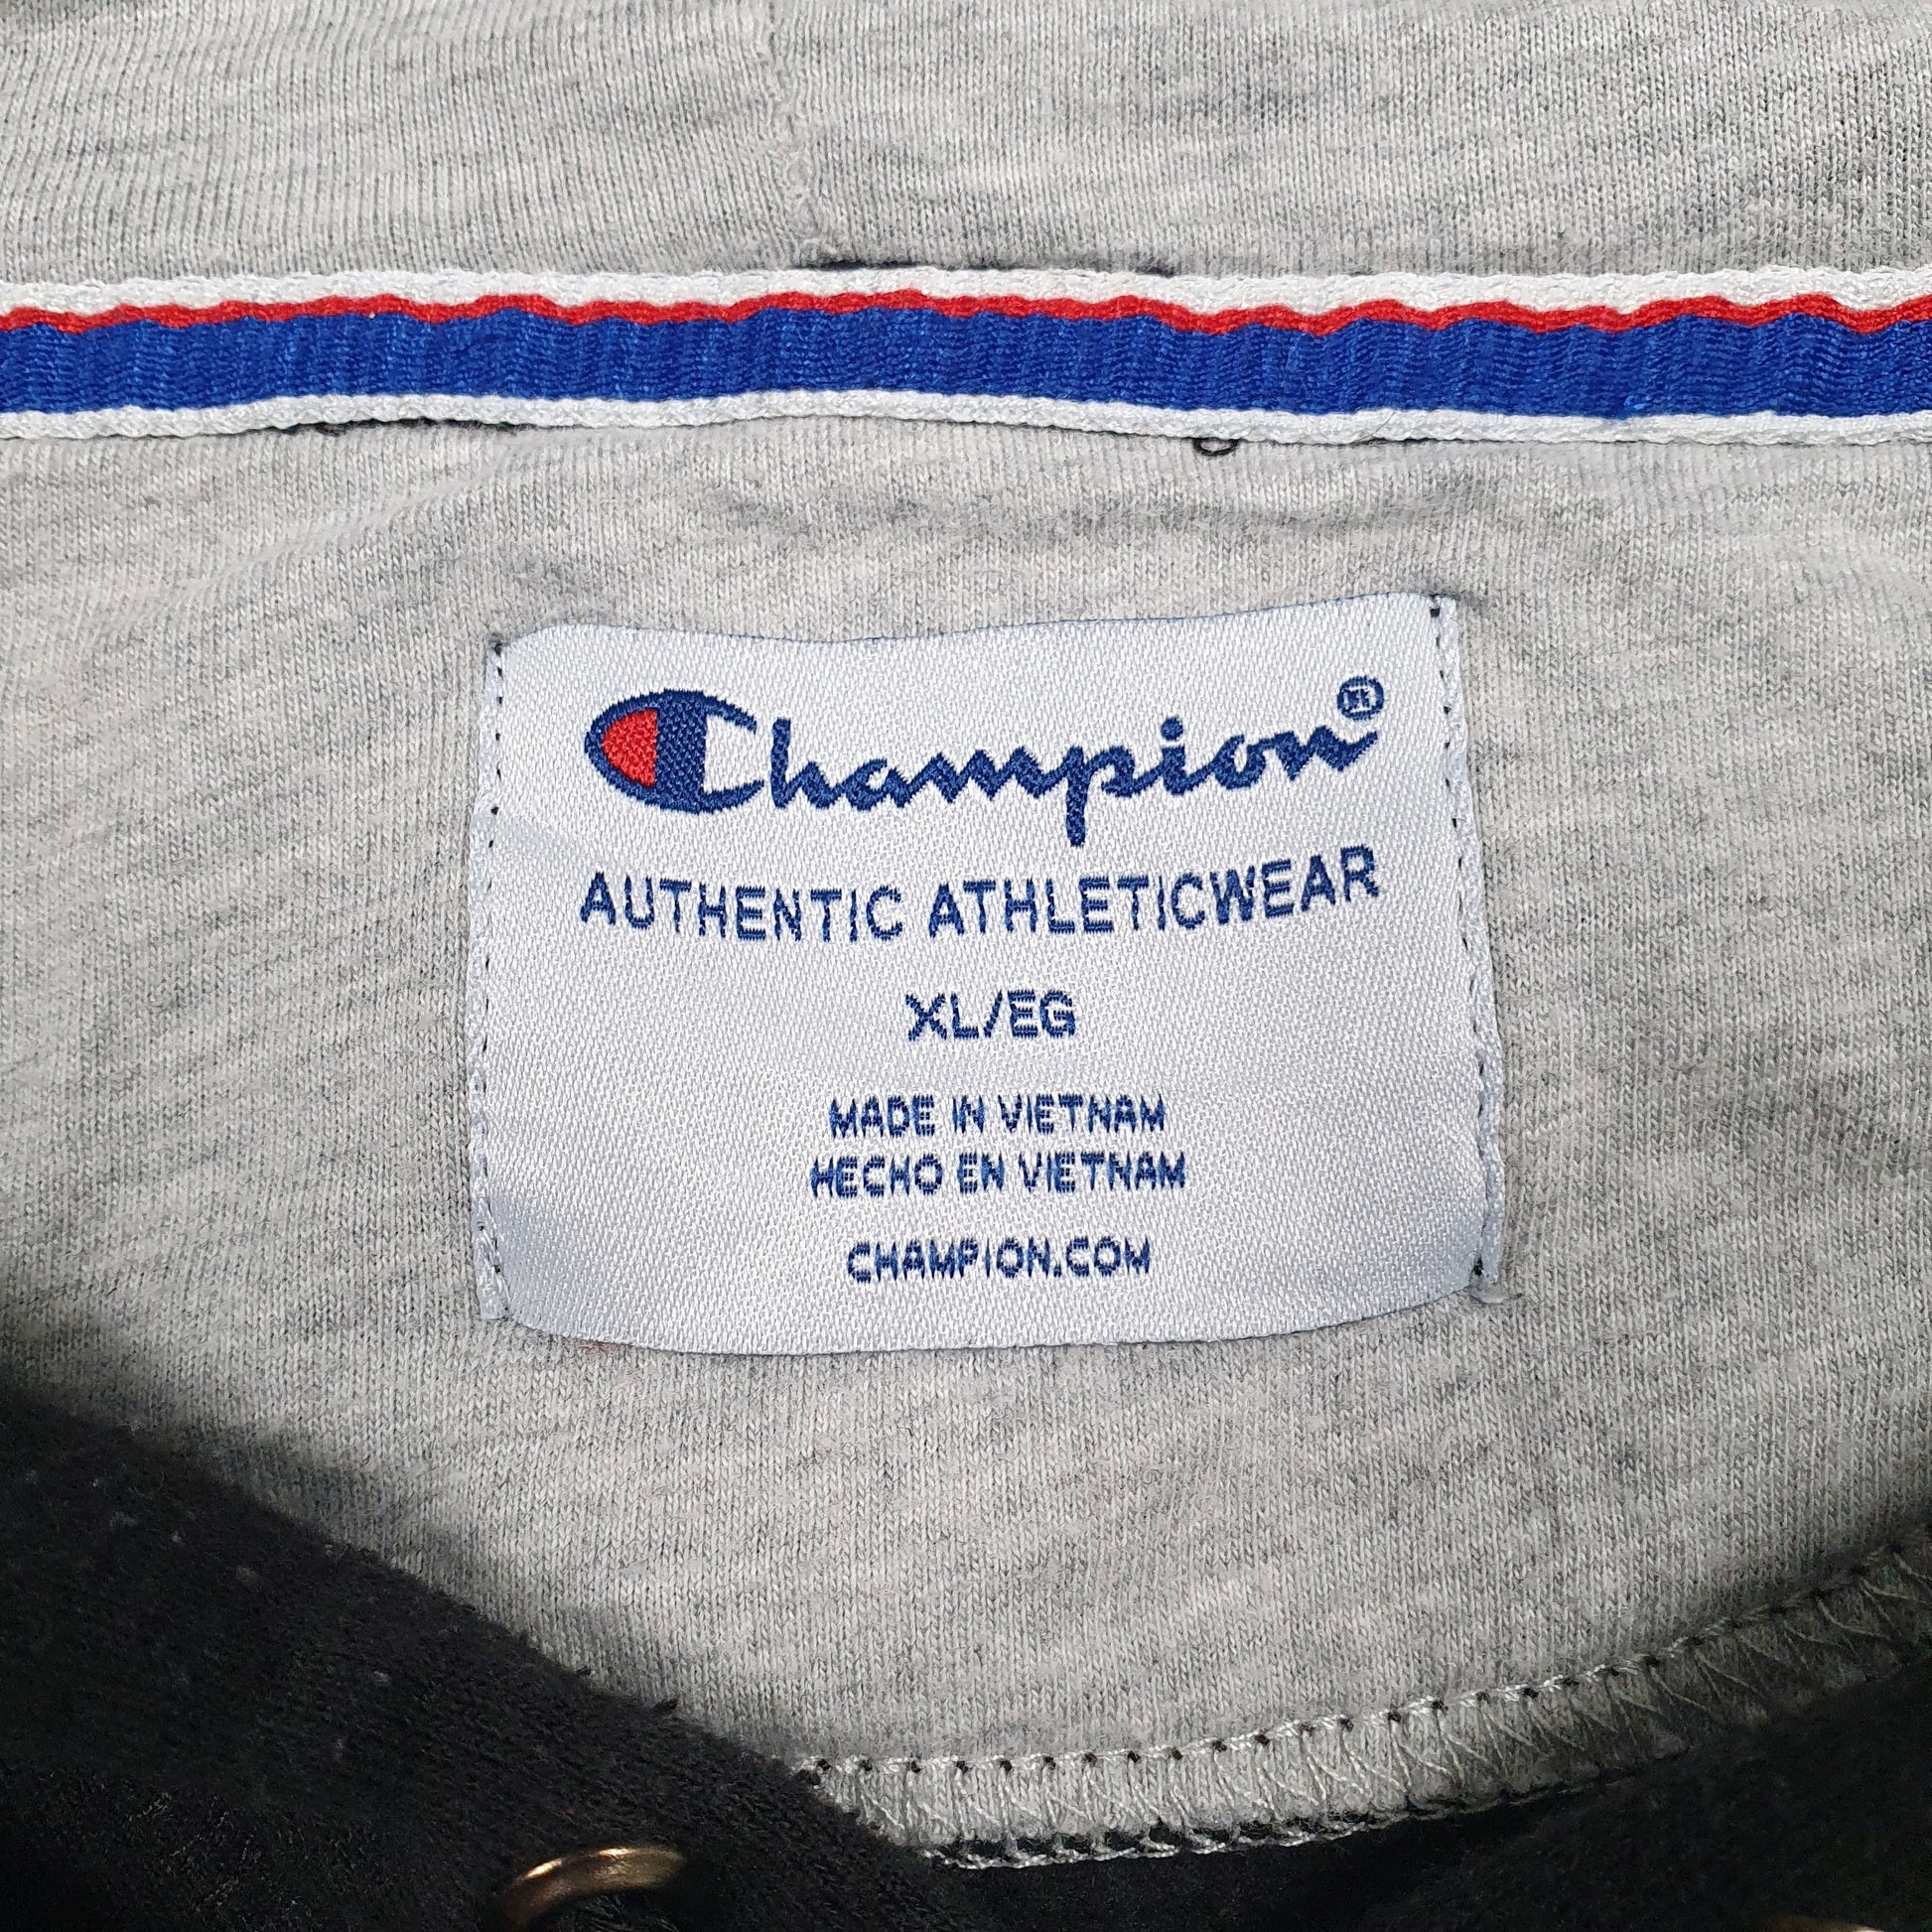 Champion®
AUTHENTIC ATHLETICWEAR
XL/EG
MADE IN VIETNAM
HECHO EN VIETNAM
CHAMPION.COM